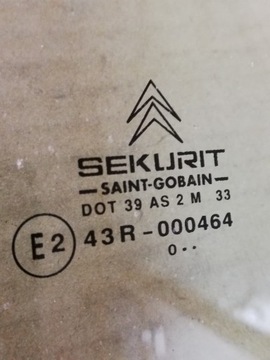 SEKURIT
SAINT-GOBAIN
DOT 39 AS 2 M 33
E2 43R-000464
0··